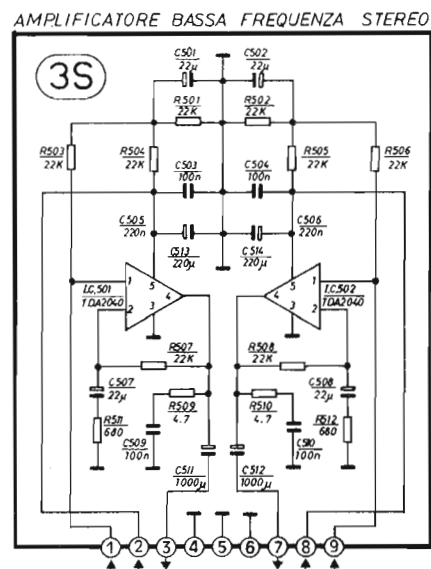 AMPLIFICATORE BASSA FREQUENZA STEREO
3S
C501
22µ
C502
22µ
R501
22K
R502
22K
R503
22K
R504
22K
R505
22K
R506
22K
C503
100n
C504
100n
C505
220n
C506
220n
C513
220µ
C514
220µ
I.C.501
TDA2040
1
2
3
4
5
I.C.502
TDA2040
1
2
3
4
5
R507
22K
R508
22K
C507
22µ
C508
22µ
R509
4.7
R510
4.7
R511
680
R512
680
C509
100n
C510
100n
C511
1000µ
C512
1000µ
1 2 3 4 5 6 7 8 9